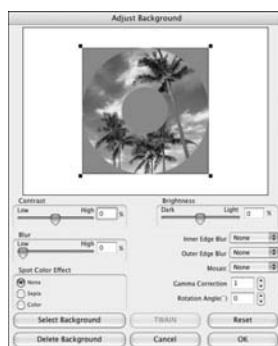 Adjust Background
Contrast
Low High 0 %
Brightness
Dark Light 0 %
Blur
Low High 0 %
Inner Edge Blur None
Outer Edge Blur None
Mosaic None
Spot Color Effect
None
Sepia
Color
Gamma Correction 1
Rotation Angle(°) 0
Select Background TWAIN Reset
Delete Background Cancel OK